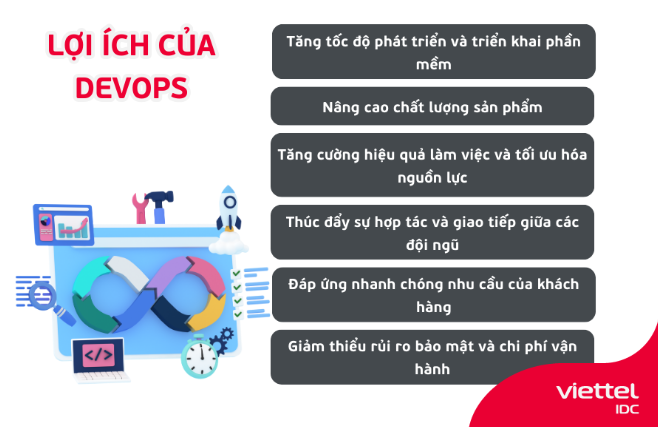 LỢI ÍCH CỦA
DEVOPS
Tăng tốc độ phát triển và triển khai phần
mềm
Nâng cao chất lượng sản phẩm
Tăng cường hiệu quả làm việc và tối ưu hóa
nguồn lực
Thúc đẩy sự hợp tác và giao tiếp giữa các
đội ngũ
Đáp ứng nhanh chóng nhu cầu của khách
hàng
Giảm thiểu rủi ro bảo mật và chi phí vận
hành
</>
viettel
IDC